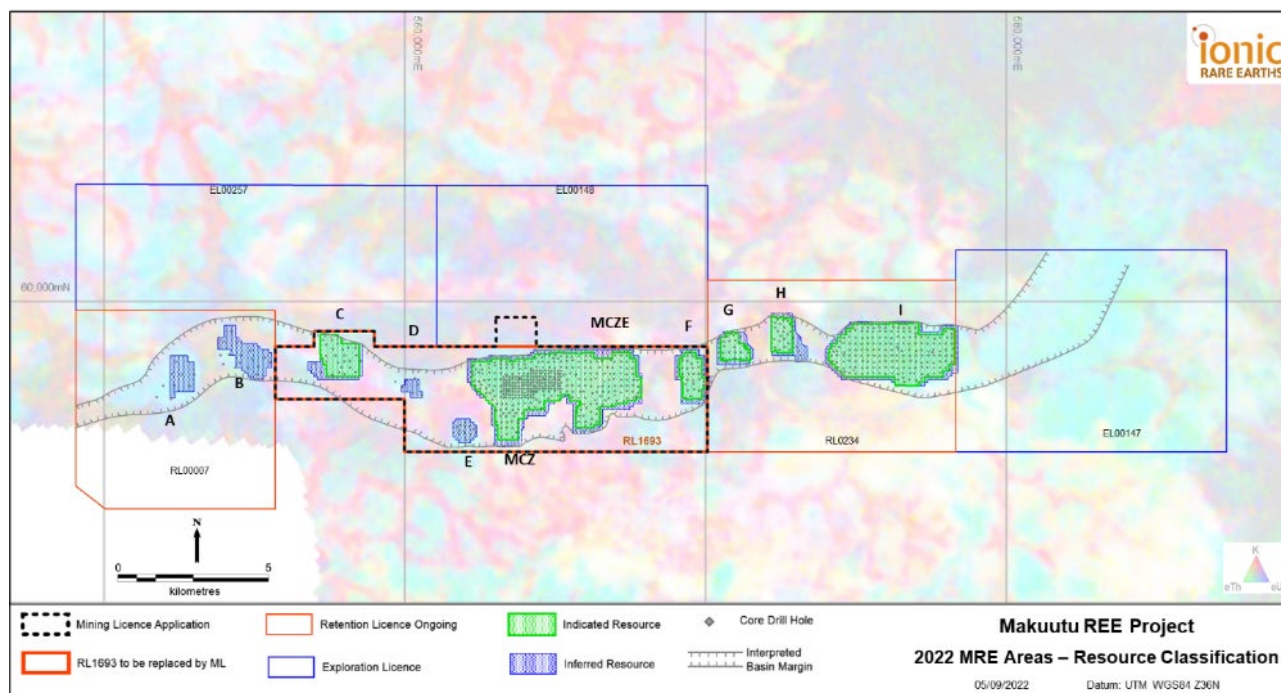 560,000mE
580,000mE
ionic
RARE EARTHS
EL00257
EL00148
60,000mN
C
D
MCZE
F
G
H
I
B
A
E
MCZ
RL1693
RL0234
EL00147
RL00007
N
0 5
kilometres
K
eTh eU
Mining Licence Application
Retention Licence Ongoing
Indicated Resource
Core Drill Hole
RL1693 to be replaced by ML
Exploration Licence
Inferred Resource
Interpreted
Basin Margin
Makuutu REE Project
2022 MRE Areas – Resource Classification
05/09/2022 Datum: UTM WGS84 Z36N